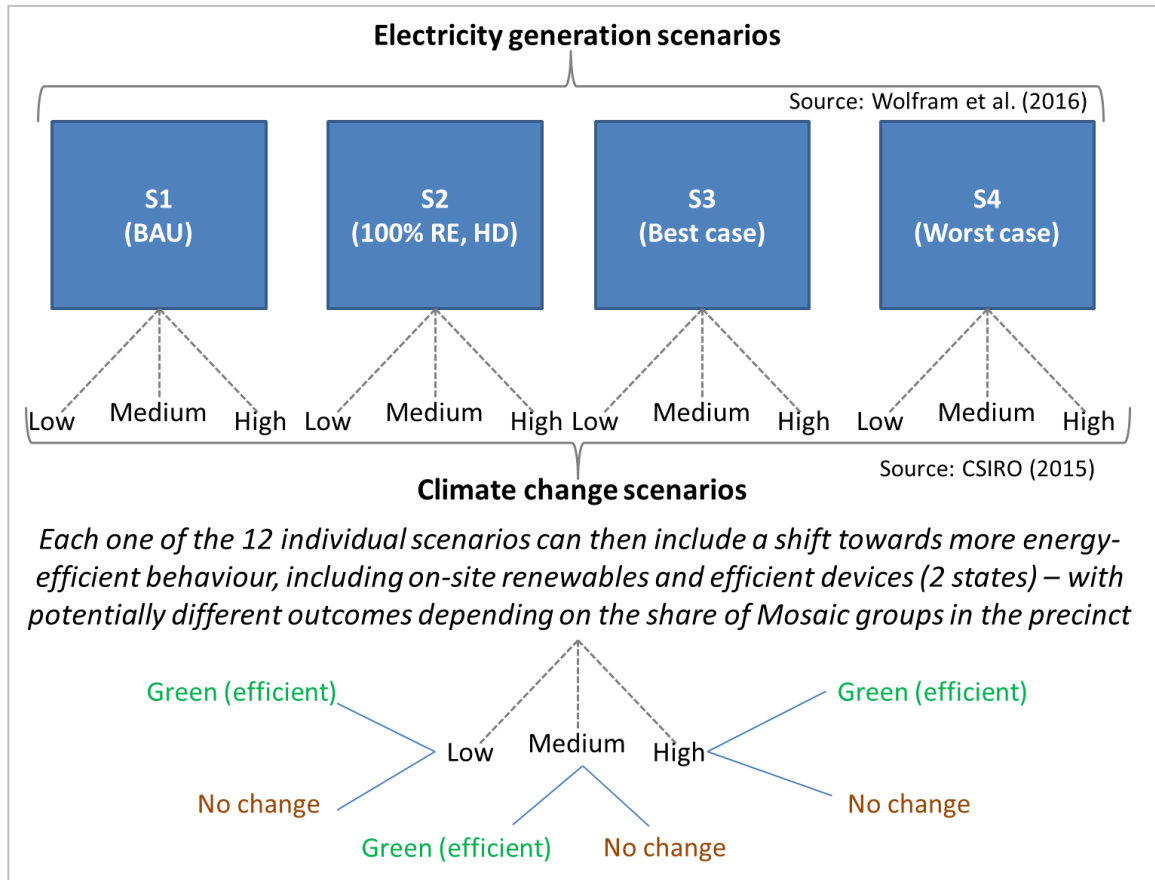 Electricity generation scenarios
Source: Wolfram et al. (2016)
S1
(BAU)
S2
(100% RE, HD)
S3
(Best case)
S4
(Worst case)
Low Medium High Low Medium High Low Medium High Low Medium High
Source: CSIRO (2015)
Climate change scenarios
Each one of the 12 individual scenarios can then include a shift towards more energy-
efficient behaviour, including on-site renewables and efficient devices (2 states) – with
potentially different outcomes depending on the share of Mosaic groups in the precinct
Green (efficient) Green (efficient)
Low Medium High
No change No change
Green (efficient) No change